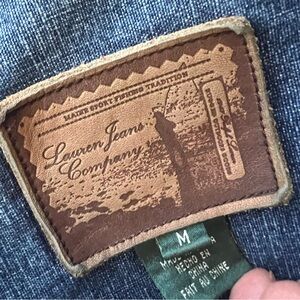 MAINE SPORT FISHING TRADITION
Lauren Jeans
Company
M
HECHO EN
CHINA
FAIT AU CHINE